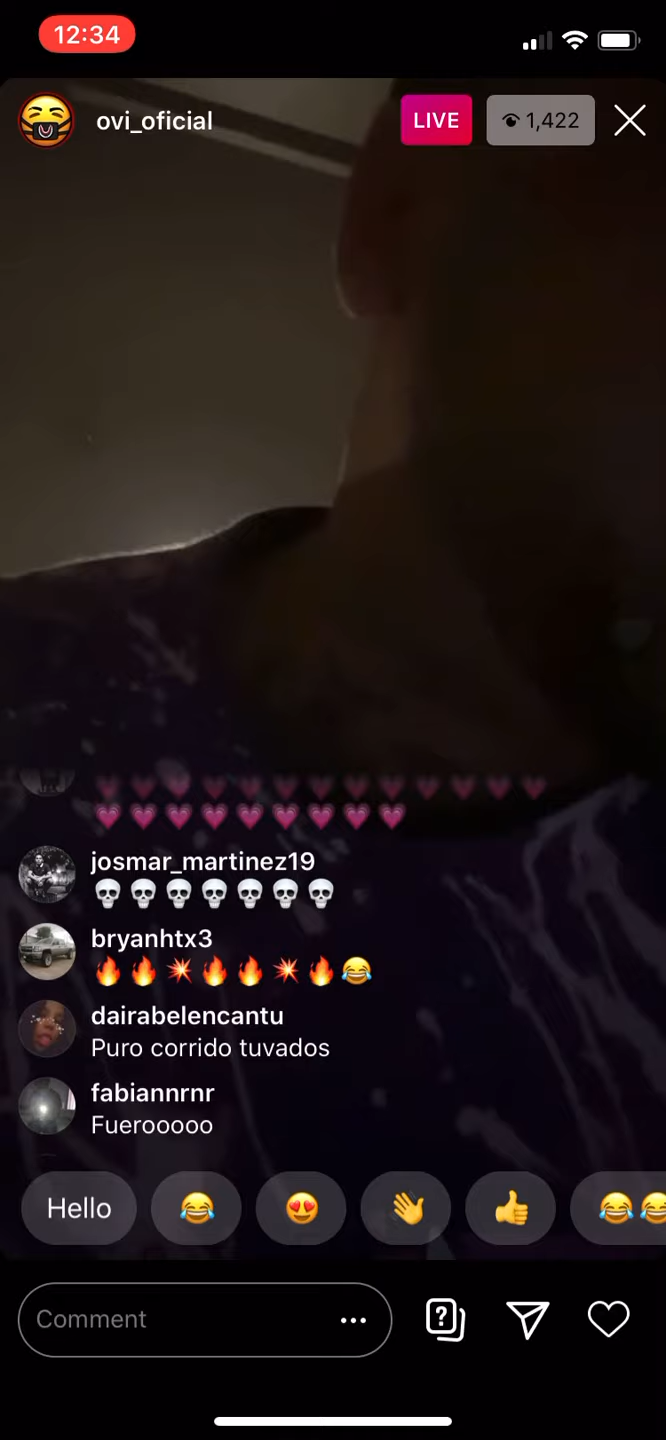 12:34
ovi_oficial
LIVE
1,422
💗💗💗💗💗💗💗💗💗💗💗💗💗
💗💗💗💗💗💗💗💗💗
josmar_martinez19
💀💀💀💀💀💀💀
bryanhtx3
🔥🔥💥🔥🔥💥🔥😂
dairabelencantu
Puro corrido tuvados
fabiannrnr
Fuerooooo
Hello 😂 😍 👋 👍 😂😂
Comment